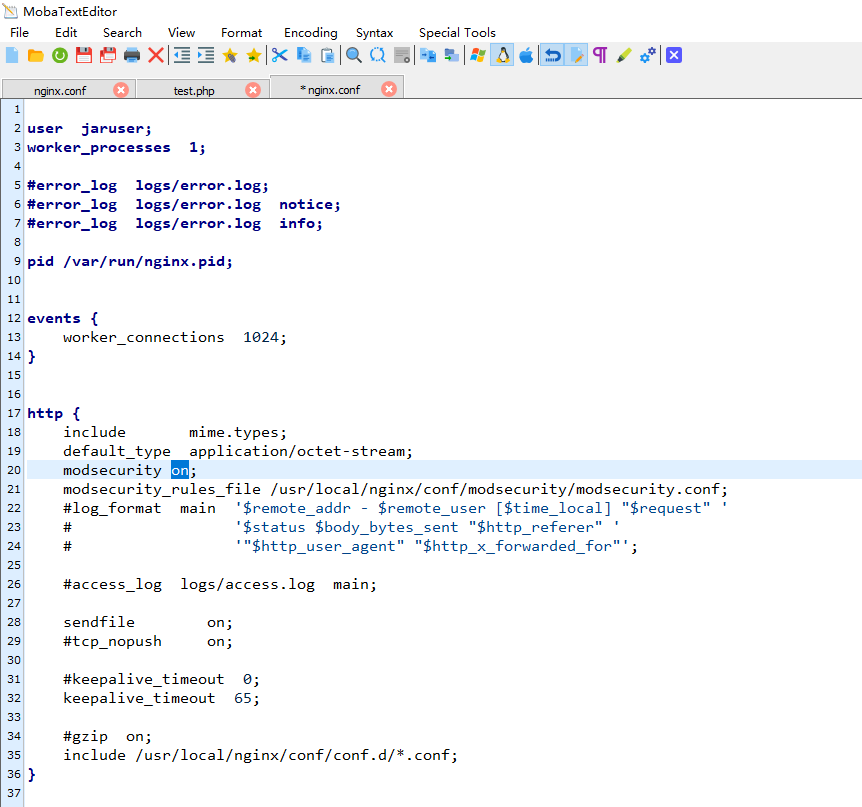 MobaTextEditor
File Edit Search View Format Encoding Syntax Special Tools
nginx.conf test.php * nginx.conf
1
2 user  jaruser;
3 worker_processes  1;
4
5 #error_log  logs/error.log;
6 #error_log  logs/error.log  notice;
7 #error_log  logs/error.log  info;
8
9 pid /var/run/nginx.pid;
10
11
12 events {
13     worker_connections  1024;
14 }
15
16
17 http {
18     include       mime.types;
19     default_type  application/octet-stream;
20     modsecurity on;
21     modsecurity_rules_file /usr/local/nginx/conf/modsecurity/modsecurity.conf;
22     #log_format  main  '$remote_addr - $remote_user [$time_local] "$request" '
23     #                  '$status $body_bytes_sent "$http_referer" '
24     #                  '"$http_user_agent" "$http_x_forwarded_for"';
25
26     #access_log  logs/access.log  main;
27
28     sendfile        on;
29     #tcp_nopush     on;
30
31     #keepalive_timeout  0;
32     keepalive_timeout  65;
33
34     #gzip  on;
35     include /usr/local/nginx/conf/conf.d/*.conf;
36 }
37